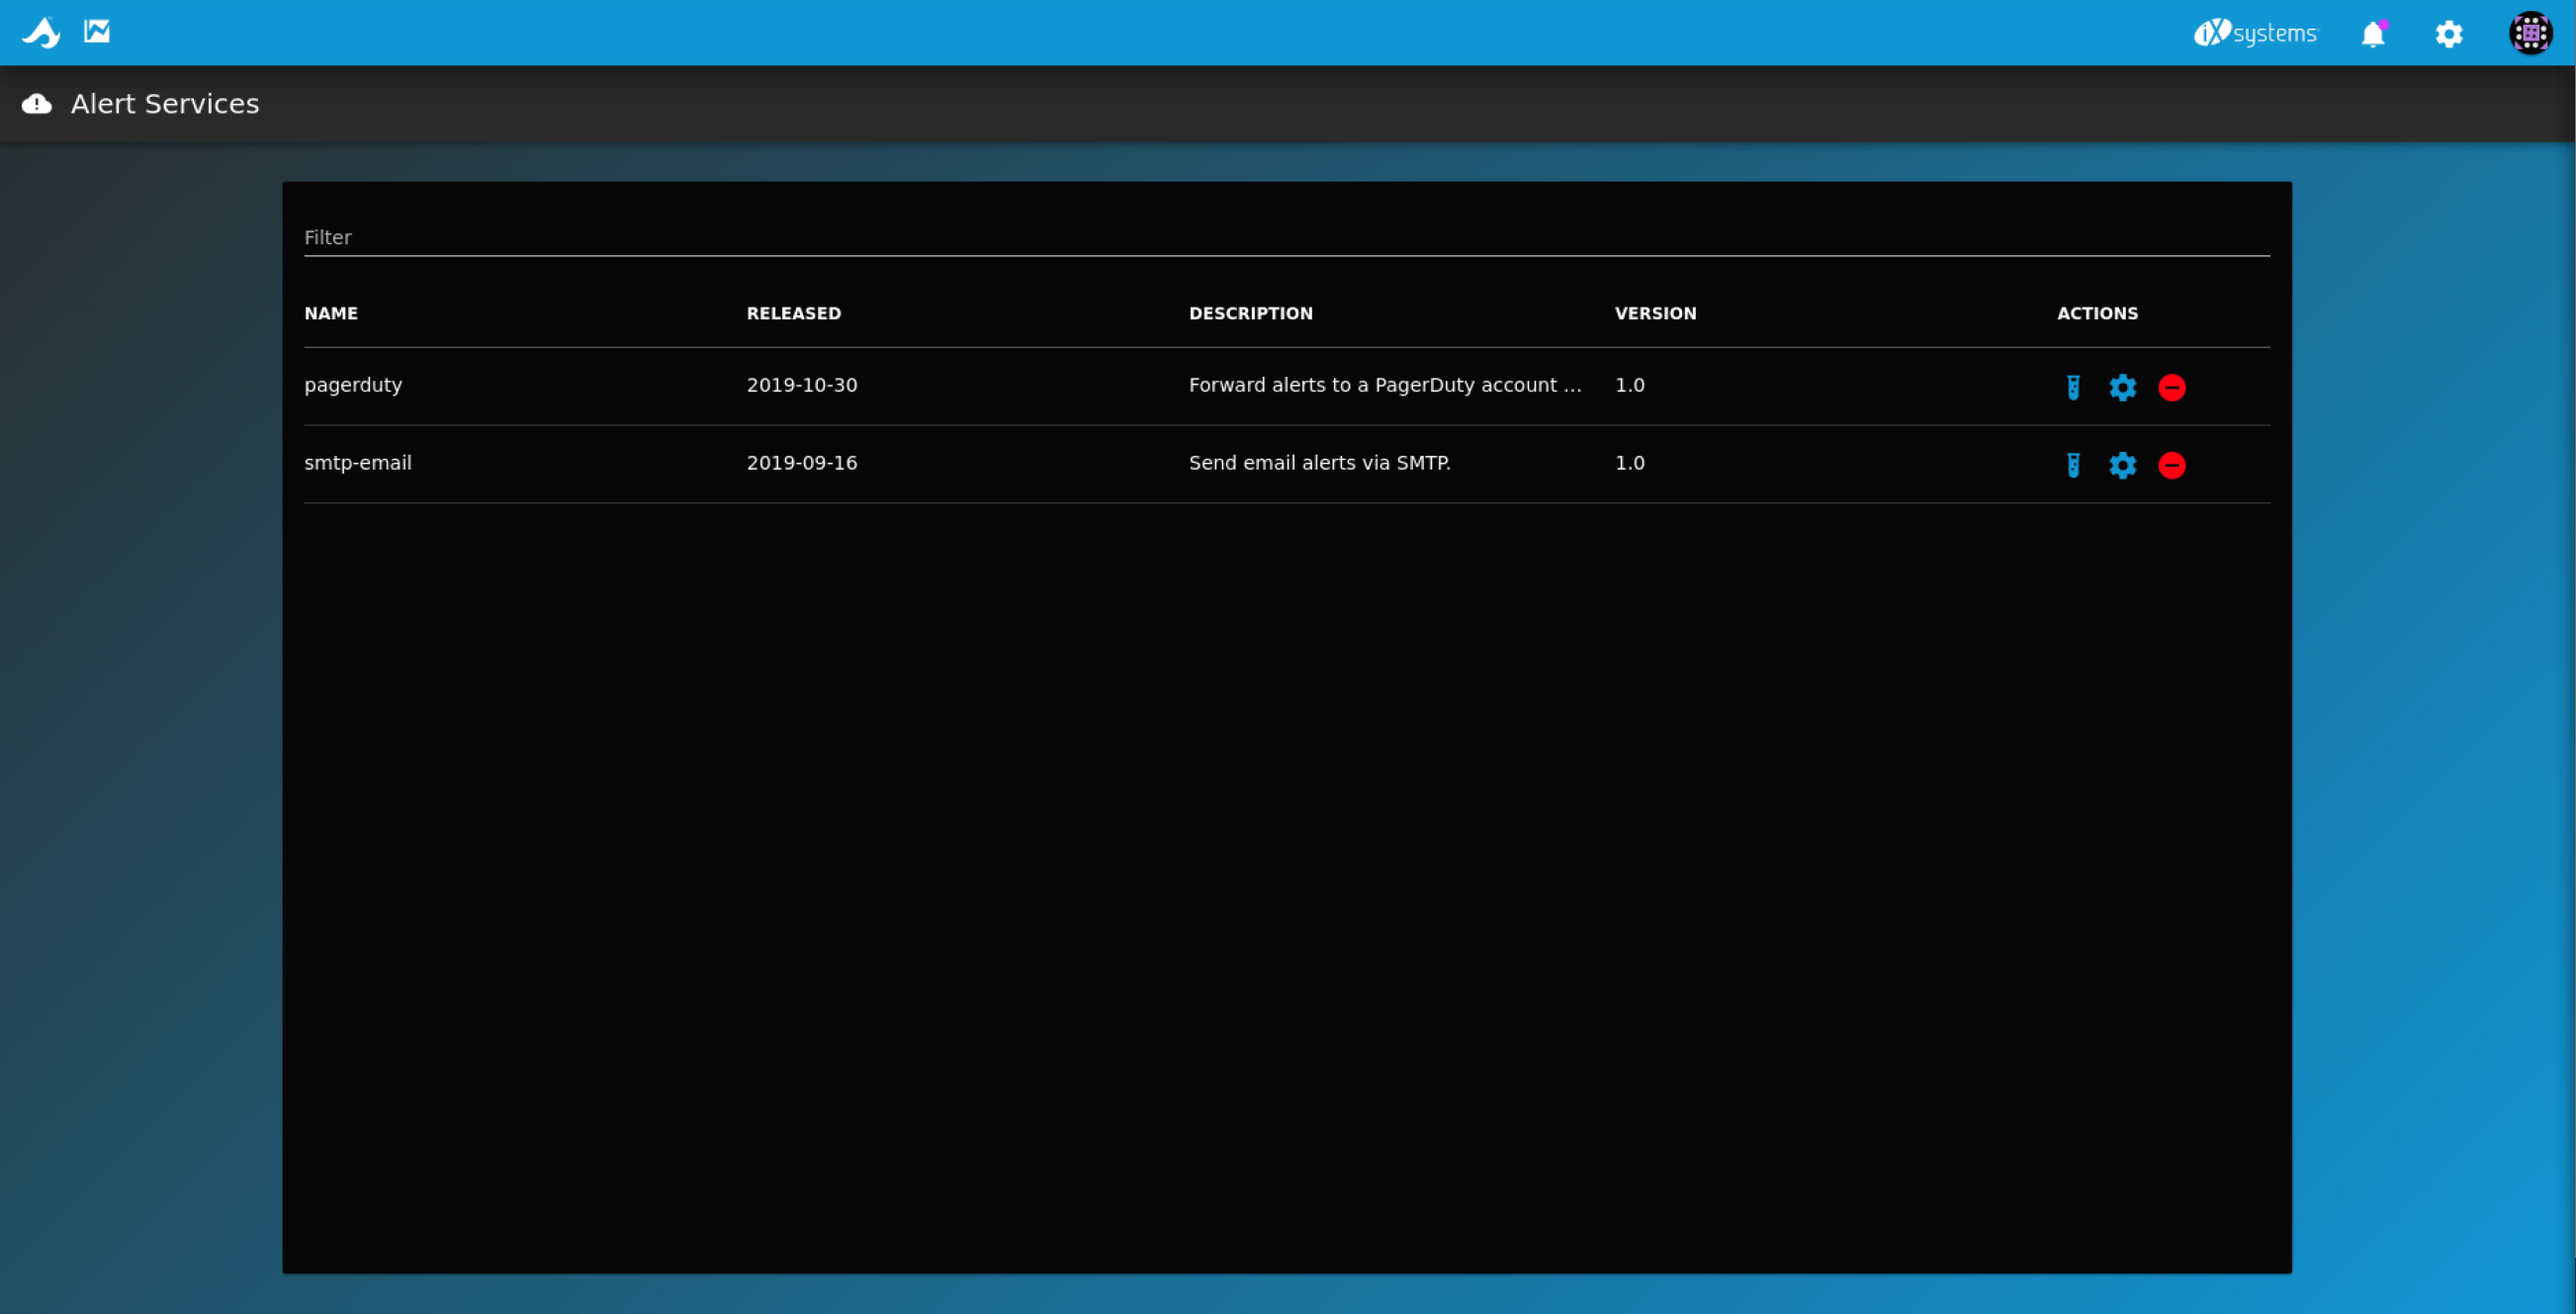 iXsystems
Alert Services
Filter
NAME RELEASED DESCRIPTION VERSION ACTIONS
pagerduty 2019-10-30 Forward alerts to a PagerDuty account ... 1.0
smtp-email 2019-09-16 Send email alerts via SMTP. 1.0